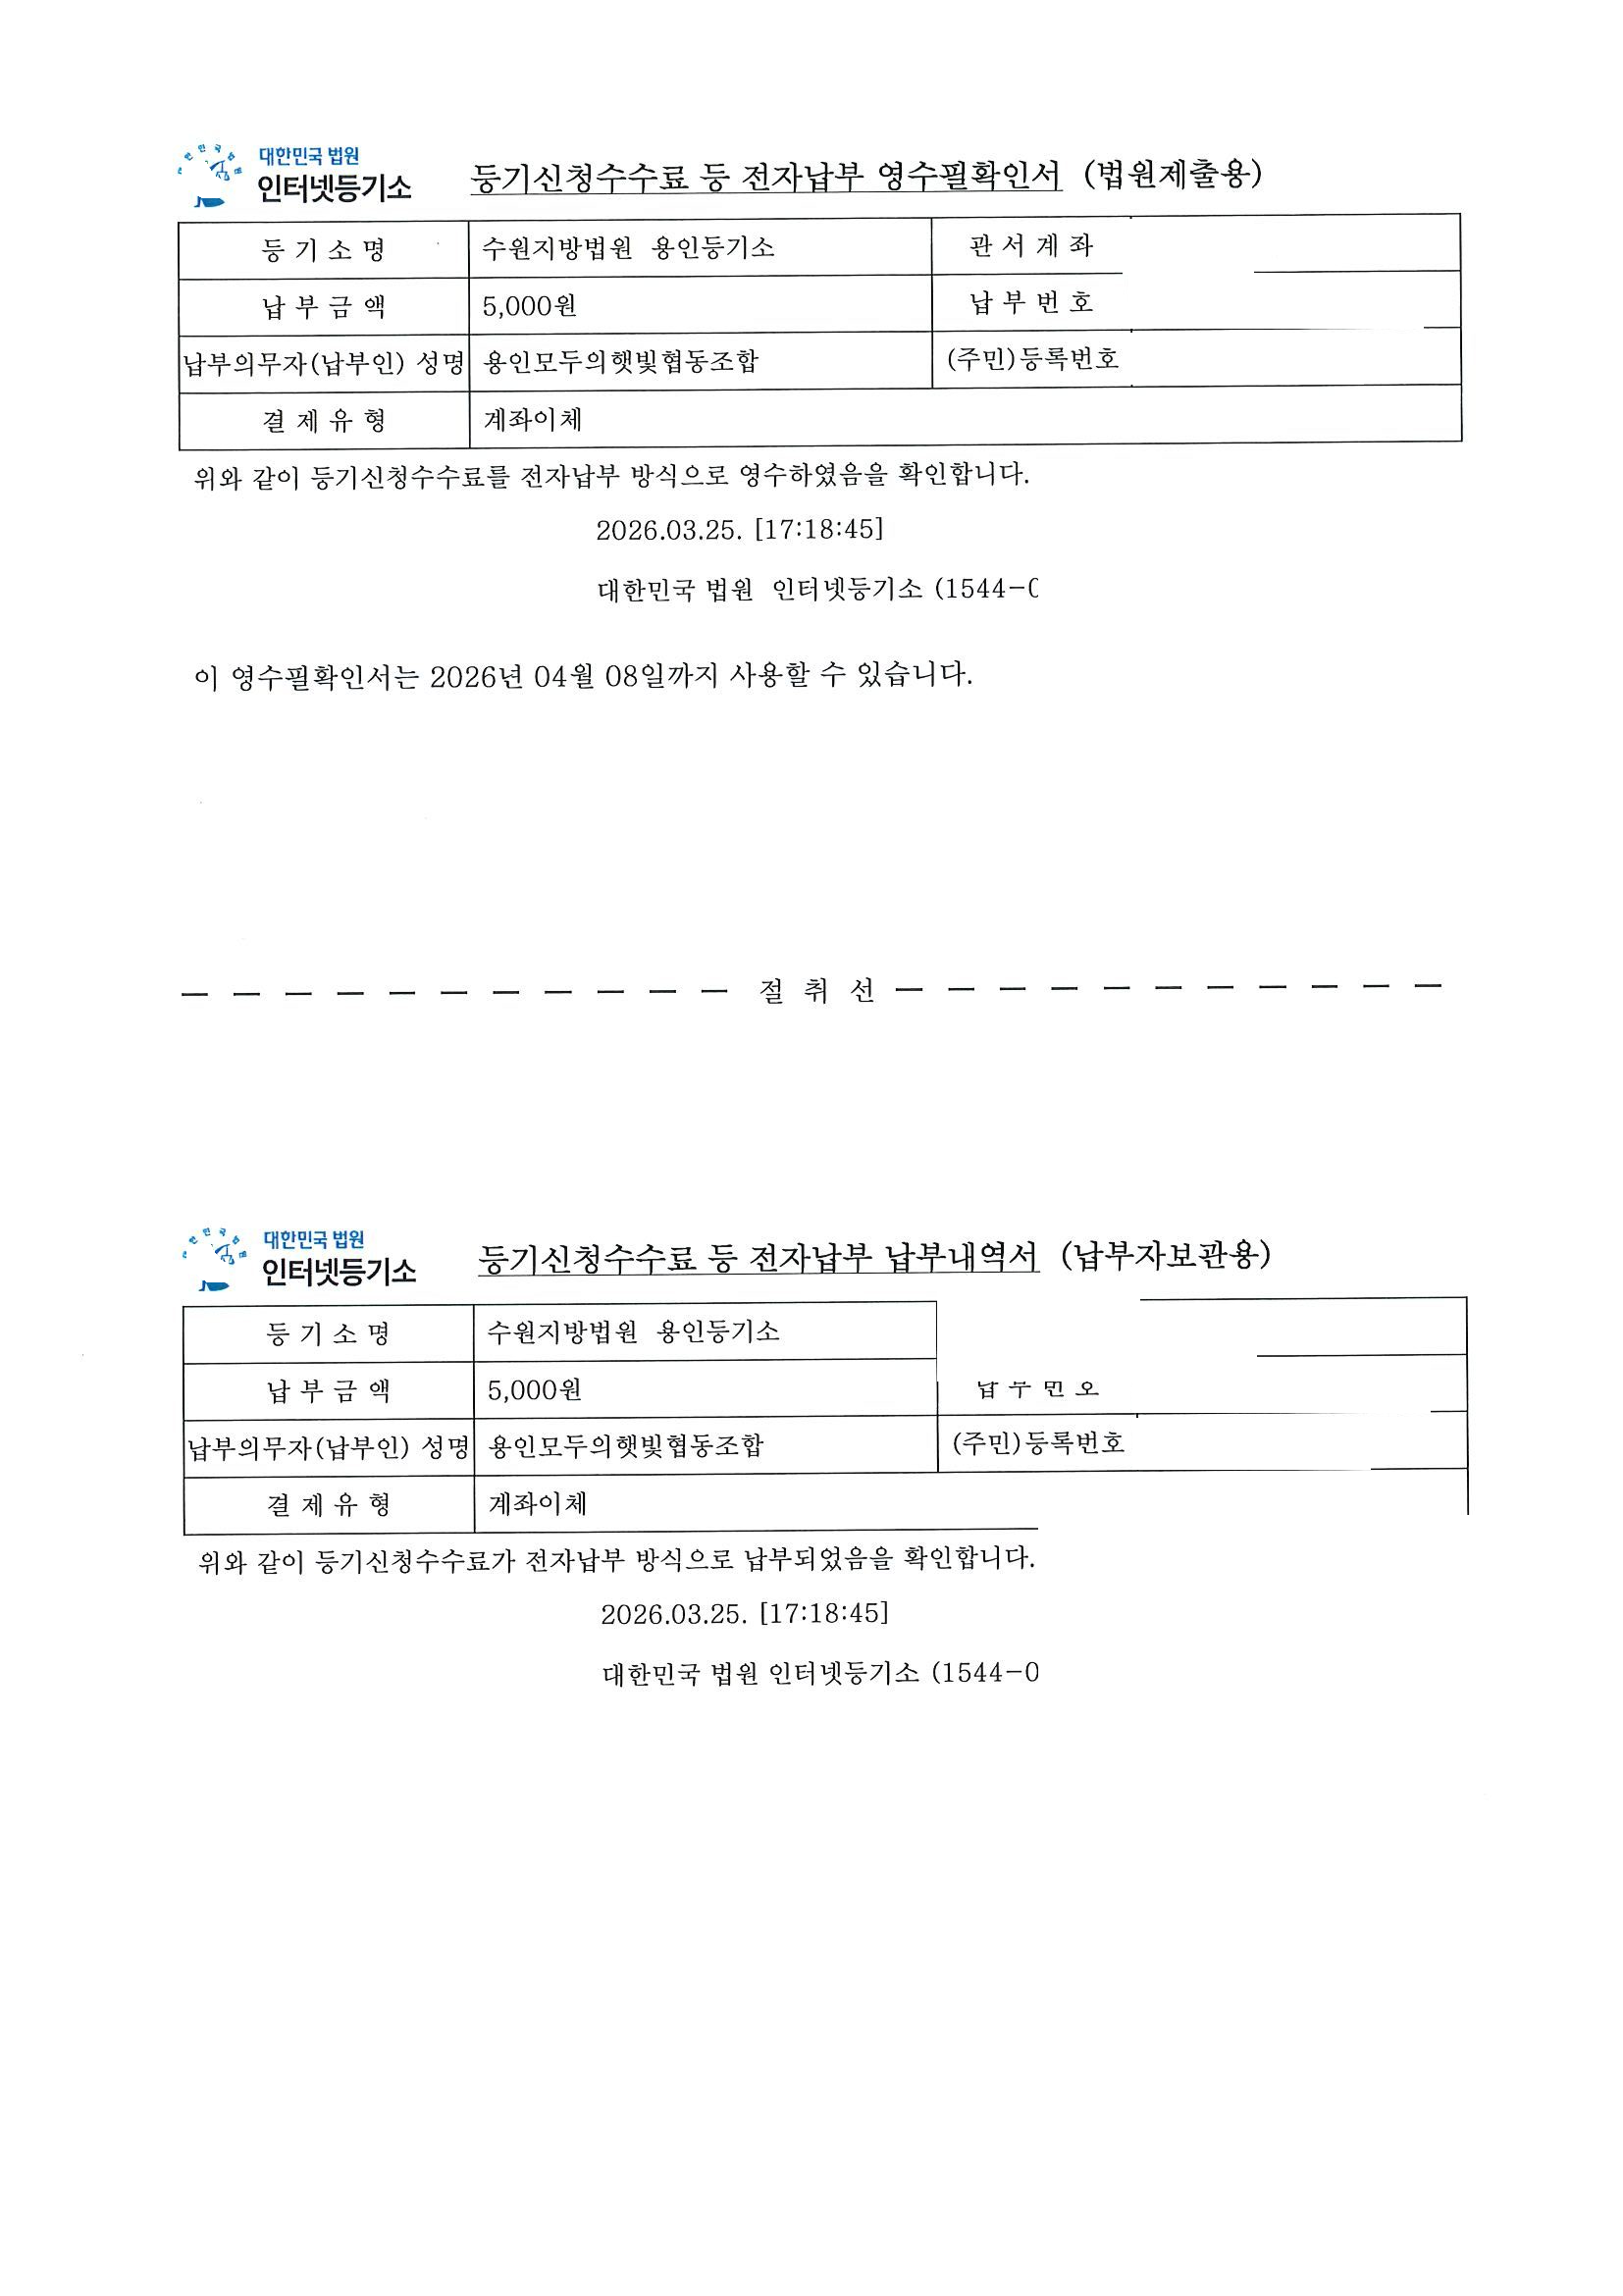 대한민국 법원
인터넷등기소
등기신청수수료 등 전자납부 영수필확인서 (법원제출용)
등 기 소 명 수원지방법원 용인등기소 관 서 계 좌
납 부 금 액 5,000원 납 부 번 호
납부의무자(납부인) 성명 용인모두의햇빛협동조합 (주민)등록번호
결 제 유 형 계좌이체
위와 같이 등기신청수수료를 전자납부 방식으로 영수하였음을 확인합니다.
2026.03.25. [17:18:45]
대한민국 법원 인터넷등기소 (1544-0
이 영수필확인서는 2026년 04월 08일까지 사용할 수 있습니다.
절 취 선
대한민국 법원
인터넷등기소
등기신청수수료 등 전자납부 납부내역서 (납부자보관용)
등 기 소 명 수원지방법원 용인등기소
납 부 금 액 5,000원
납부의무자(납부인) 성명 용인모두의햇빛협동조합 (주민)등록번호
결 제 유 형 계좌이체
위와 같이 등기신청수수료가 전자납부 방식으로 납부되었음을 확인합니다.
2026.03.25. [17:18:45]
대한민국 법원 인터넷등기소 (1544-0